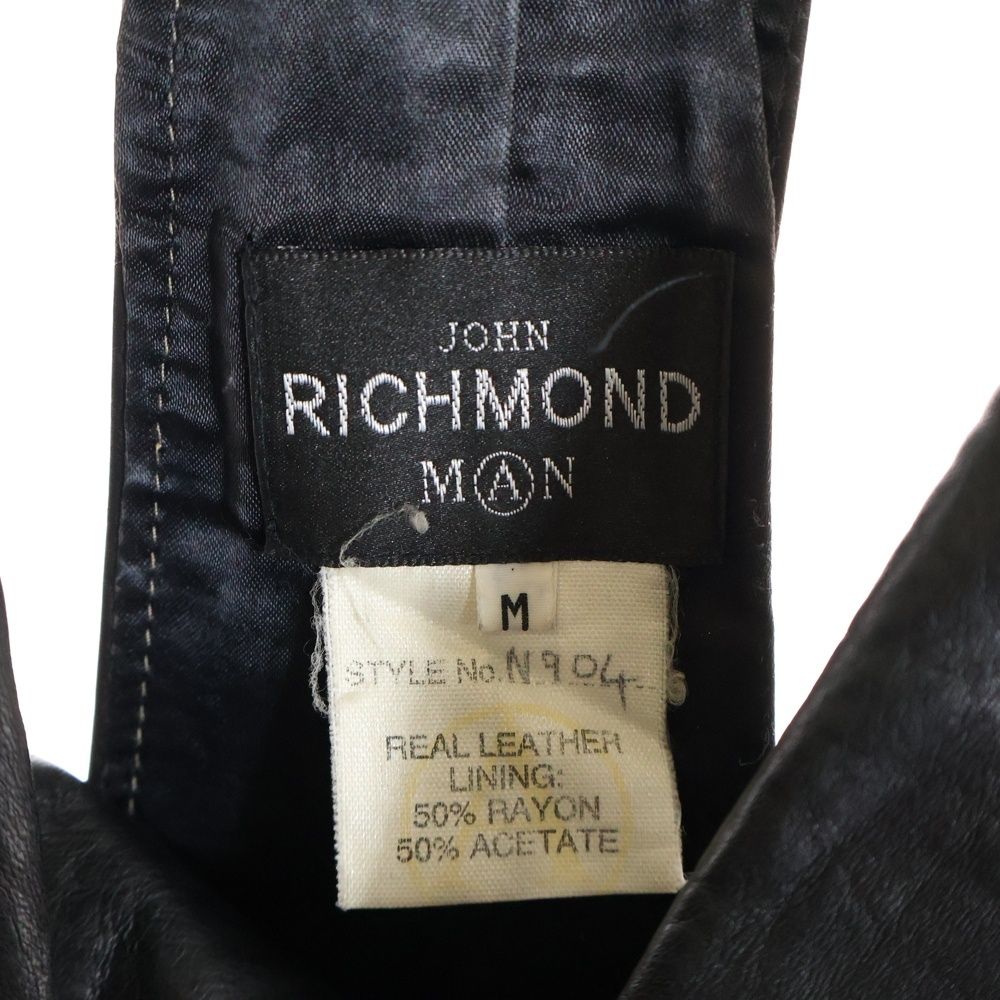 JOHN
RICHMOND
MAN
M
STYLE No. N904
REAL LEATHER
LINING:
50% RAYON
50% ACETATE